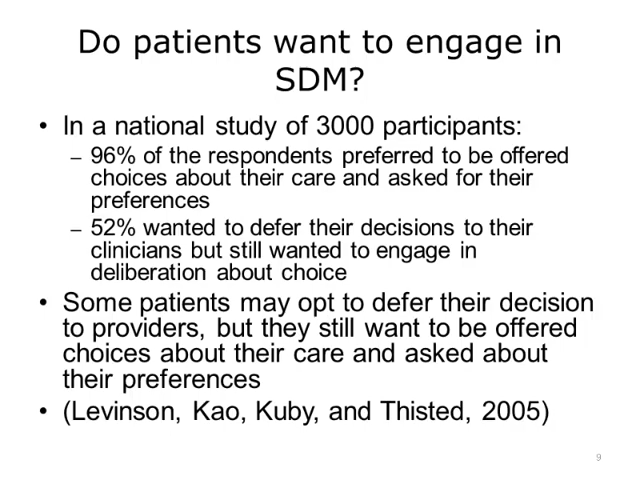 Do patients want to engage in
SDM?
• In a national study of 3000 participants:
– 96% of the respondents preferred to be offered
choices about their care and asked for their
preferences
– 52% wanted to defer their decisions to their
clinicians but still wanted to engage in
deliberation about choice
• Some patients may opt to defer their decision
to providers, but they still want to be offered
choices about their care and asked about
their preferences
• (Levinson, Kao, Kuby, and Thisted, 2005)
9